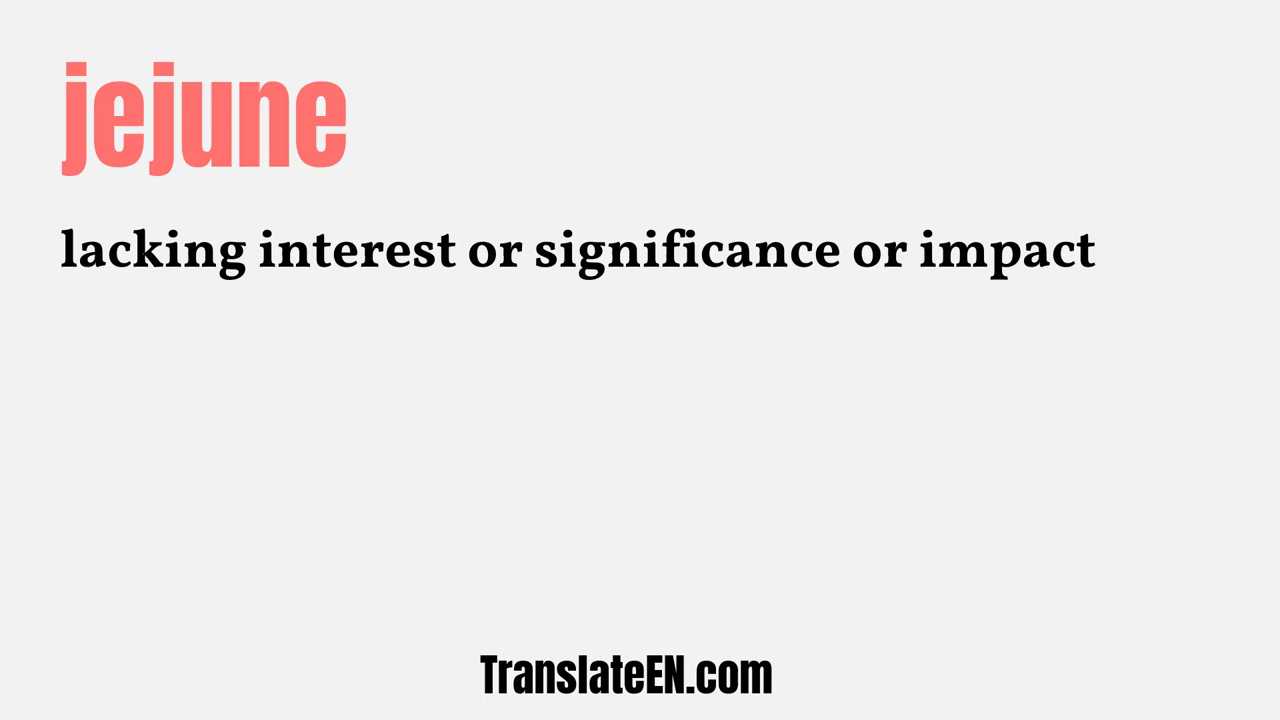 jejune
lacking interest or significance or impact
TranslateEN.com